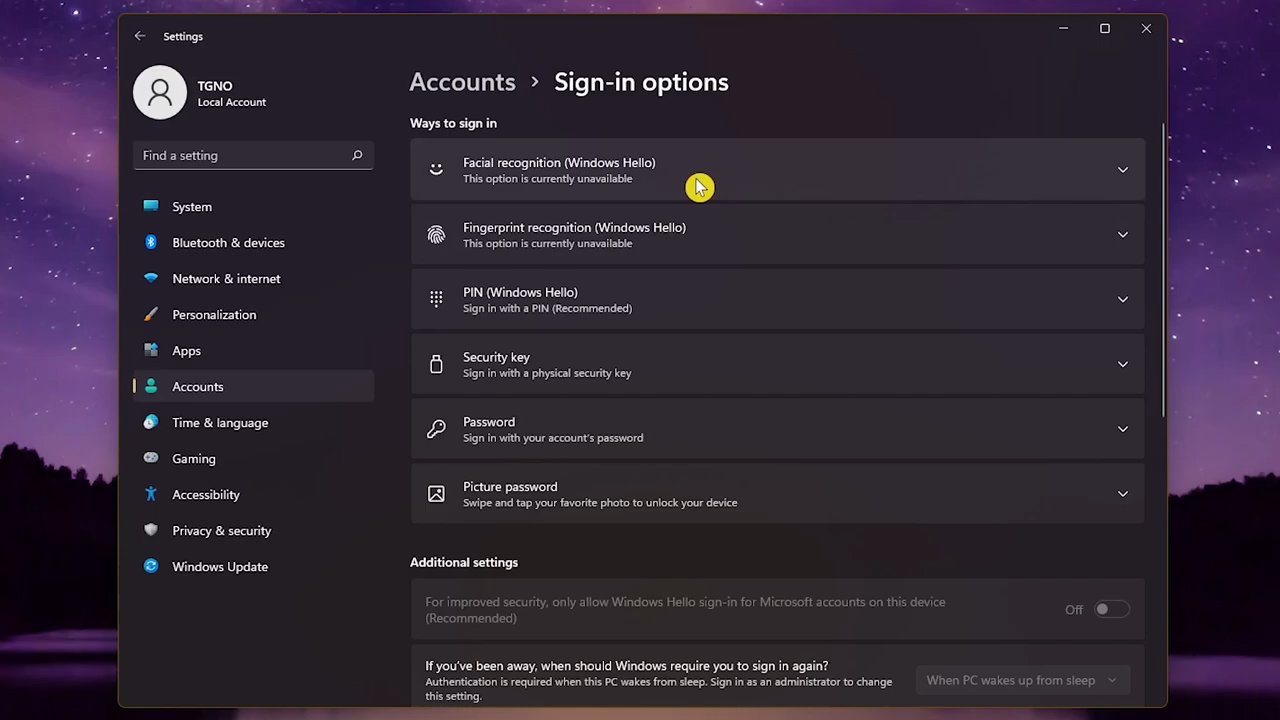 Settings
TGNO
Local Account
Find a setting
System
Bluetooth & devices
Network & internet
Personalization
Apps
Accounts
Time & language
Gaming
Accessibility
Privacy & security
Windows Update
Accounts > Sign-in options
Ways to sign in
Facial recognition (Windows Hello)
This option is currently unavailable
Fingerprint recognition (Windows Hello)
This option is currently unavailable
PIN (Windows Hello)
Sign in with a PIN (Recommended)
Security key
Sign in with a physical security key
Password
Sign in with your account's password
Picture password
Swipe and tap your favorite photo to unlock your device
Additional settings
For improved security, only allow Windows Hello sign-in for Microsoft accounts on this device
(Recommended)
Off
If you've been away, when should Windows require you to sign in again?
Authentication is required when this PC wakes from sleep. Sign in as an administrator to change
this setting.
When PC wakes up from sleep